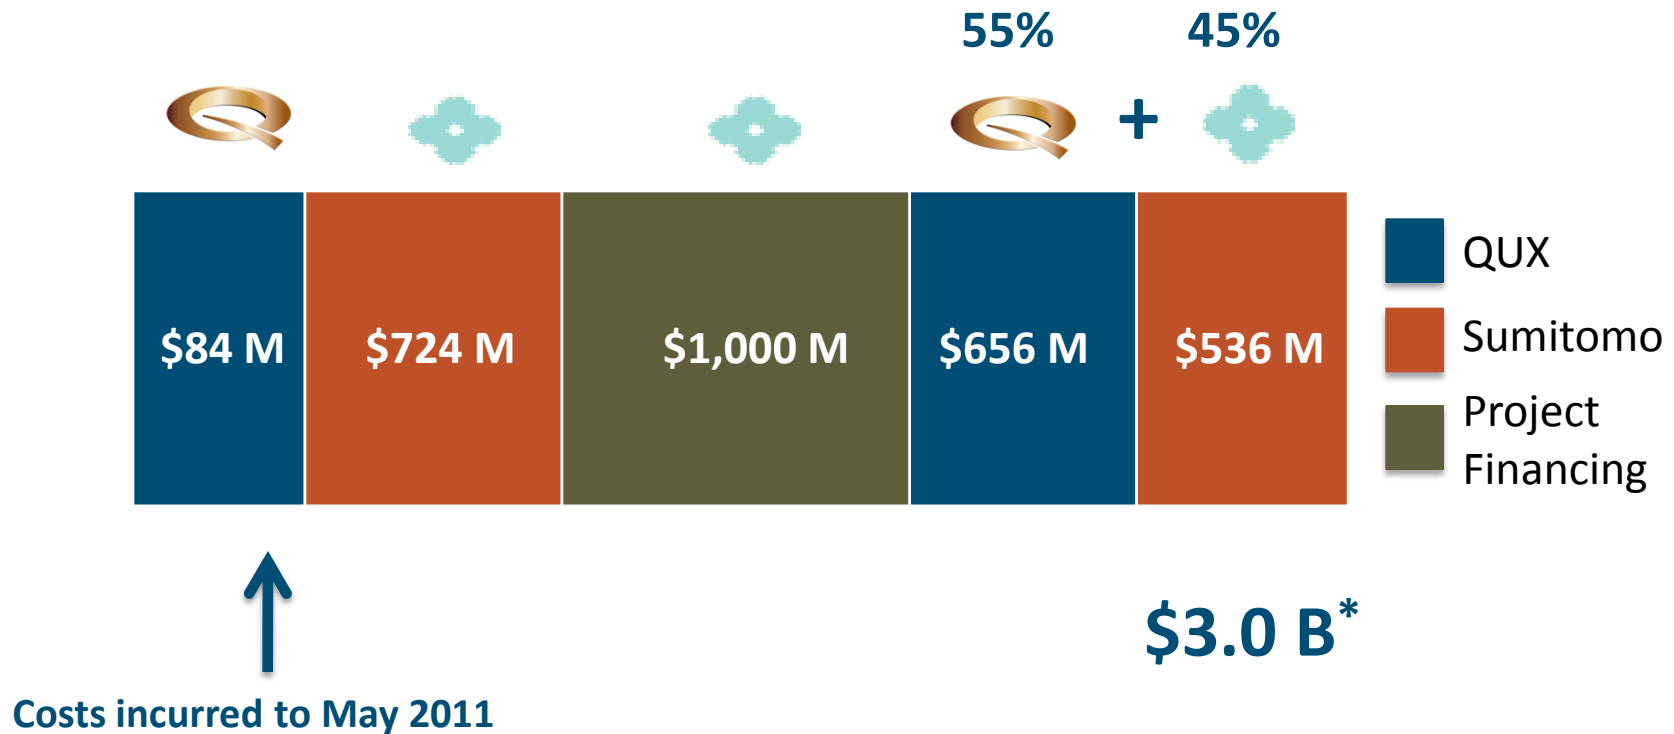 55% 45%
+
$84 M $724 M $1,000 M $656 M $536 M
QUX
Sumitomo
Project
Financing
$3.0 B*
Costs incurred to May 2011